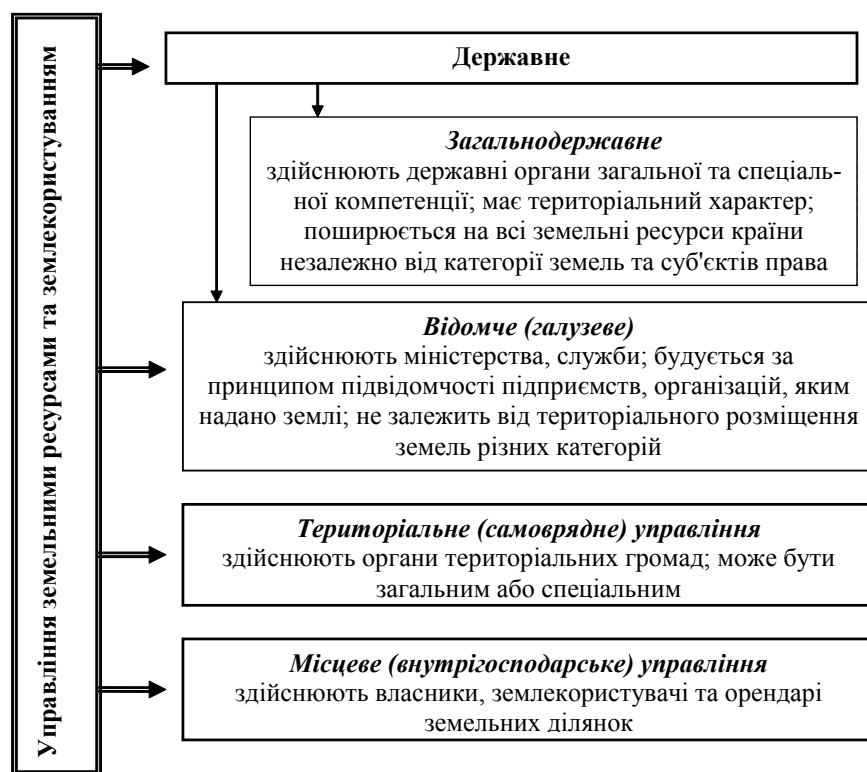 Управління земельними ресурсами та землекористуванням
Державне
Загальнодержавне
здійснюють державні органи загальної та спеціаль-
ної компетенції; має територіальний характер;
поширюється на всі земельні ресурси країни
незалежно від категорії земель та суб'єктів права
Відомче (галузеве)
здійснюють міністерства, служби; будується за
принципом підвідомчості підприємств, організацій, яким
надано землі; не залежить від територіального розміщення
земель різних категорій
Територіальне (самоврядне) управління
здійснюють органи територіальних громад; може бути
загальним або спеціальним
Місцеве (внутрігосподарське) управління
здійснюють власники, землекористувачі та орендарі
земельних ділянок